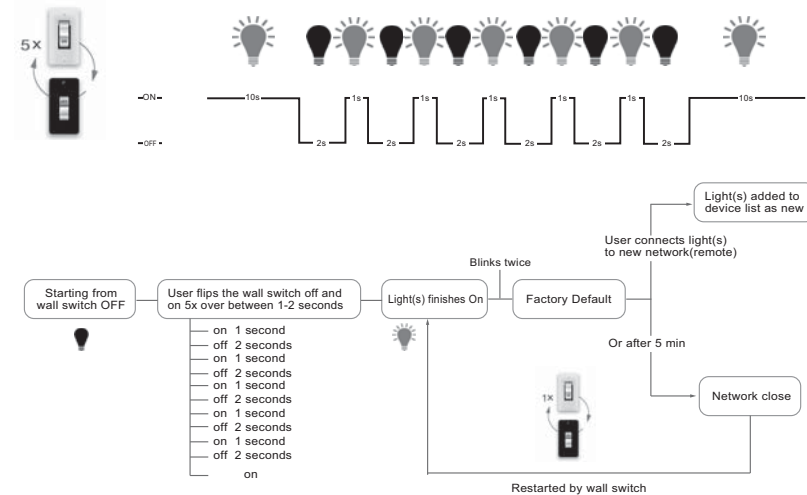 5x
ON
10s
1s
1s
1s
1s
1s
10s
OFF
2s
2s
2s
2s
2s
2s
Light(s) added to
device list as new
User connects light(s)
to new network(remote)
Blinks twice
Starting from
wall switch OFF
User flips the wall switch off and
on 5x over between 1-2 seconds
Light(s) finishes On
Factory Default
on 1 second
off 2 seconds
on 1 second
off 2 seconds
on 1 second
off 2 seconds
on 1 second
off 2 seconds
on 1 second
off 2 seconds
on
Or after 5 min
1x
Network close
Restarted by wall switch